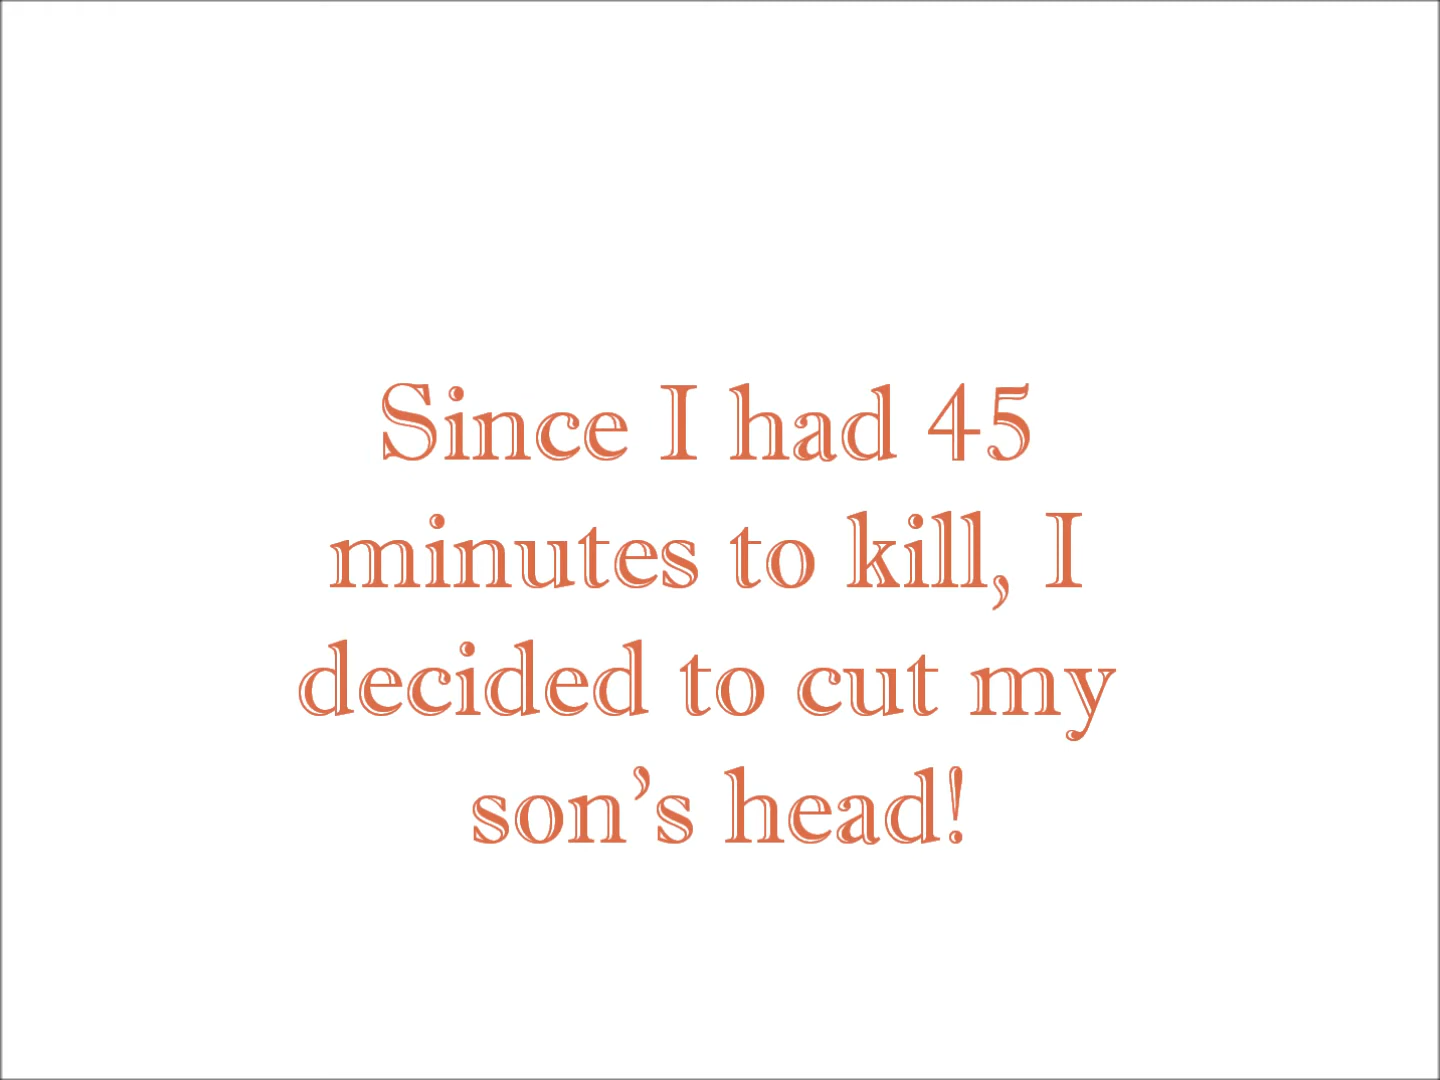 Since I had 45
minutes to kill, I
decided to cut my
son’s head!